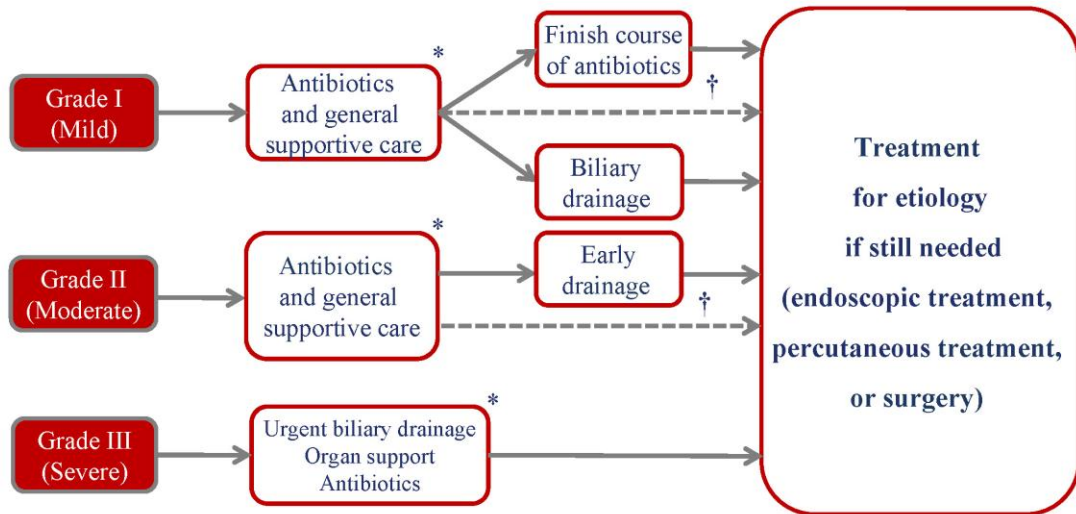 Grade I
(Mild)
*
Antibiotics
and general
supportive care
Finish course
of antibiotics
†
Biliary
drainage
Grade II
(Moderate)
*
Antibiotics
and general
supportive care
Early
drainage
†
Grade III
(Severe)
*
Urgent biliary drainage
Organ support
Antibiotics
Treatment
for etiology
if still needed
(endoscopic treatment,
percutaneous treatment,
or surgery)